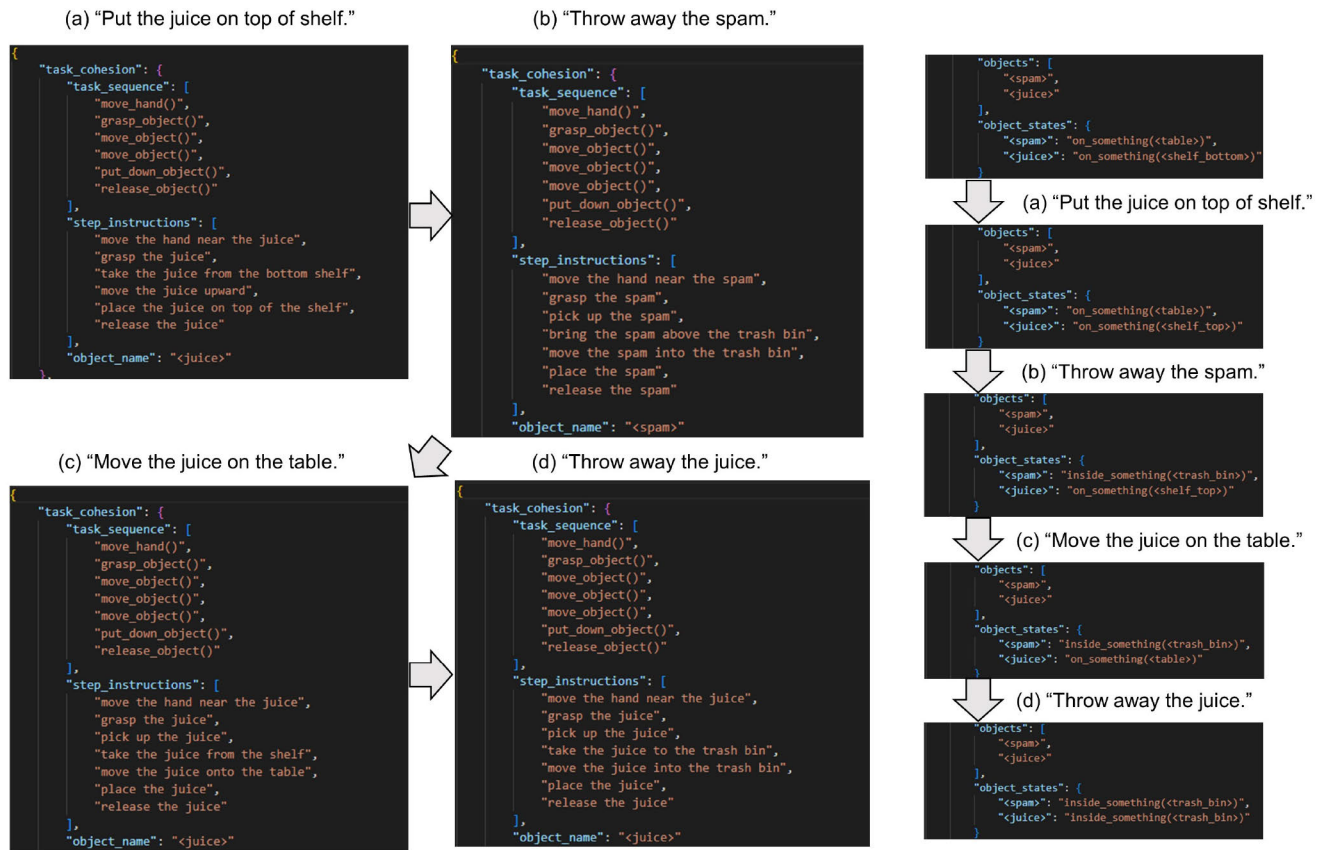 (a) “Put the juice on top of shelf.”
{
"task_cohesion": {
"task_sequence": [
"move_hand()",
"grasp_object()",
"move_object()",
"move_object()",
"put_down_object()",
"release_object()"
],
"step_instructions": [
"move the hand near the juice",
"grasp the juice",
"take the juice from the bottom shelf",
"move the juice upward",
"place the juice on top of the shelf",
"release the juice"
],
"object_name": "<juice>"
},
(b) “Throw away the spam.”
{
"task_cohesion": {
"task_sequence": [
"move_hand()",
"grasp_object()",
"move_object()",
"move_object()",
"move_object()",
"put_down_object()",
"release_object()"
],
"step_instructions": [
"move the hand near the spam",
"grasp the spam",
"pick up the spam",
"bring the spam above the trash bin",
"move the spam into the trash bin",
"place the spam",
"release the spam"
],
"object_name": "<spam>"
(c) “Move the juice on the table.”
{
"task_cohesion": {
"task_sequence": [
"move_hand()",
"grasp_object()",
"move_object()",
"move_object()",
"move_object()",
"put_down_object()",
"release_object()"
],
"step_instructions": [
"move the hand near the juice",
"grasp the juice",
"pick up the juice",
"take the juice from the shelf",
"move the juice onto the table",
"place the juice",
"release the juice"
],
"object_name": "<juice>"
(d) “Throw away the juice.”
{
"task_cohesion": {
"task_sequence": [
"move_hand()",
"grasp_object()",
"move_object()",
"move_object()",
"move_object()",
"put_down_object()",
"release_object()"
],
"step_instructions": [
"move the hand near the juice",
"grasp the juice",
"pick up the juice",
"take the juice to the trash bin",
"move the juice into the trash bin",
"place the juice",
"release the juice"
],
"object_name": "<juice>"
"objects": [
"<spam>",
"<juice>"
],
"object_states": {
"<spam>": "on_something(<table>)",
"<juice>": "on_something(<shelf_bottom>)"
}
(a) “Put the juice on top of shelf.”
"objects": [
"<spam>",
"<juice>"
],
"object_states": {
"<spam>": "on_something(<table>)",
"<juice>": "on_something(<shelf_top>)"
}
(b) “Throw away the spam.”
"objects": [
"<spam>",
"<juice>"
],
"object_states": {
"<spam>": "inside_something(<trash_bin>)",
"<juice>": "on_something(<shelf_top>)"
}
(c) “Move the juice on the table.”
"objects": [
"<spam>",
"<juice>"
],
"object_states": {
"<spam>": "inside_something(<trash_bin>)",
"<juice>": "on_something(<table>)"
}
(d) “Throw away the juice.”
"objects": [
"<spam>",
"<juice>"
],
"object_states": {
"<spam>": "inside_something(<trash_bin>)",
"<juice>": "inside_something(<trash_bin>)"
}